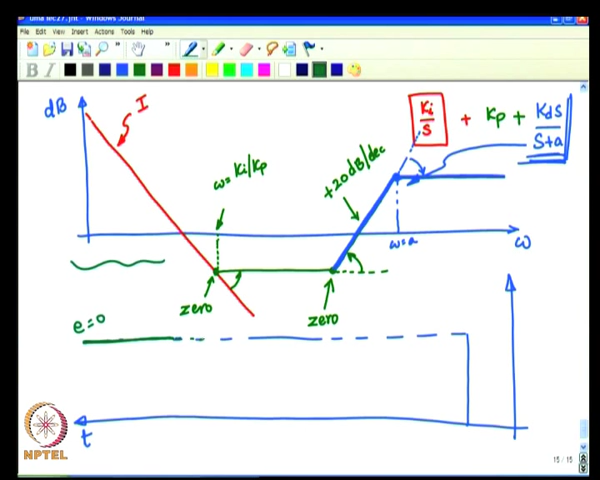 uma lec27.jnt - Windows Journal
File Edit View Insert Actions Tools Help
B I
dB
I
Ki/S + Kp + Kds/S+a
ω=Ki/Kp
+20dB/dec
ω=a
ω
zero
zero
e=0
t
NPTEL
15 / 15